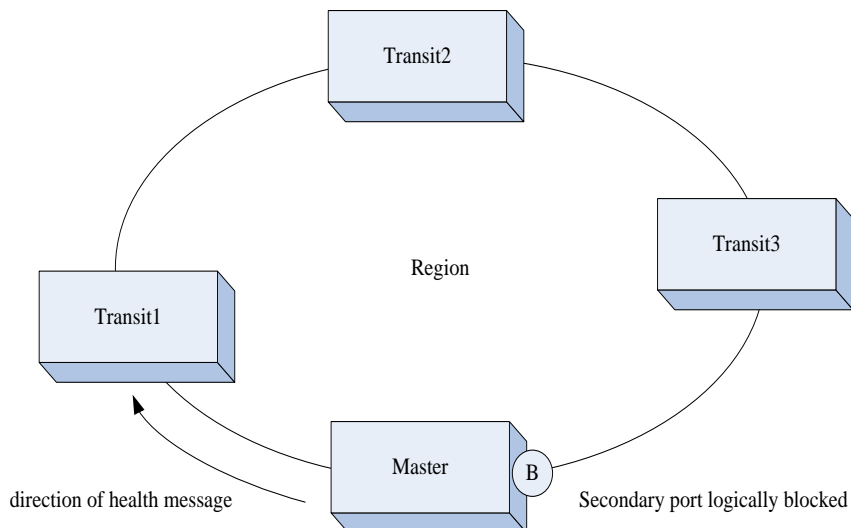 Transit2
Transit3
Region
Transit1
Master
B
direction of health message
Secondary port logically blocked